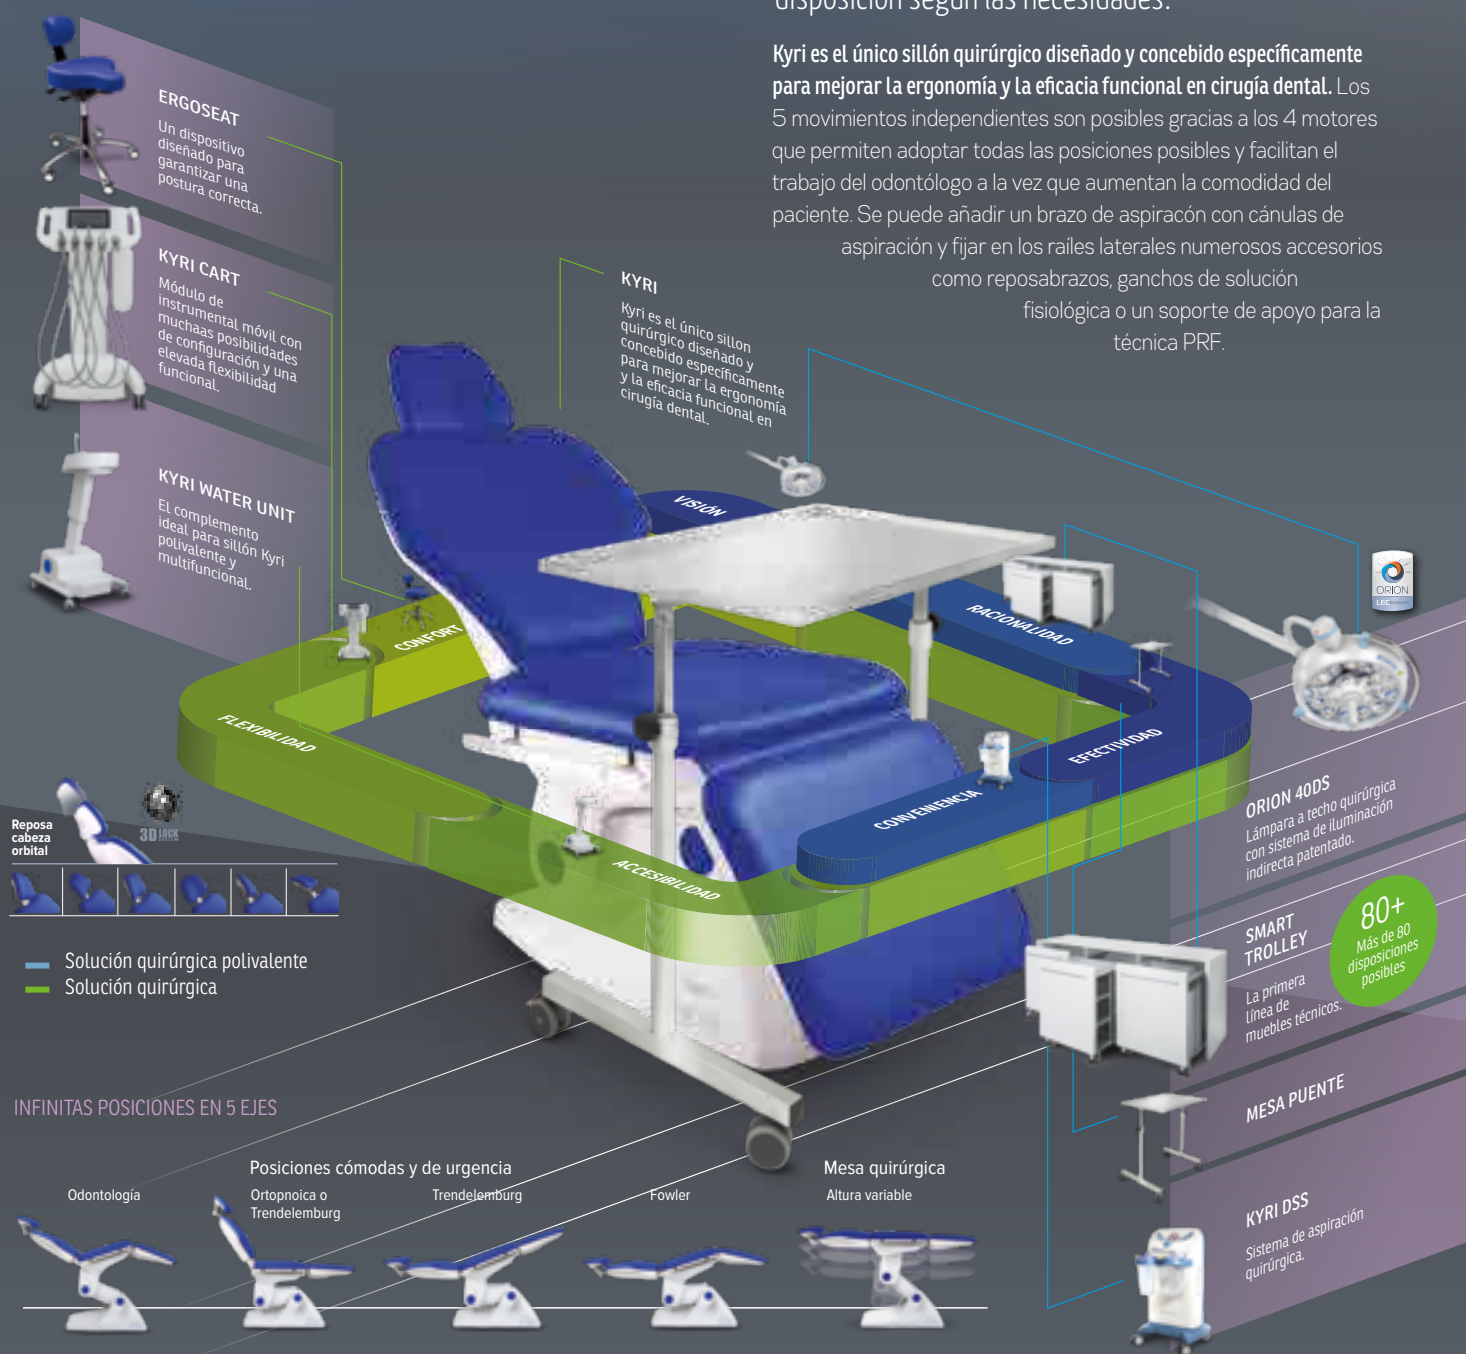 disposición según las necesidades.
Kyri es el único sillón quirúrgico diseñado y concebido específicamente
para mejorar la ergonomía y la eficacia funcional en cirugía dental. Los
5 movimientos independientes son posibles gracias a los 4 motores
que permiten adoptar todas las posiciones posibles y facilitan el
trabajo del odontólogo a la vez que aumentan la comodidad del
paciente. Se puede añadir un brazo de aspiracón con cánulas de
aspiración y fijar en los raíles laterales numerosos accesorios
como reposabrazos, ganchos de solución
fisiológica o un soporte de apoyo para la
técnica PRF.
ERGOSEAT
Un dispositivo
diseñado para
garantizar una
postura correcta.
KYRI CART
Módulo de
instrumental móvil con
muchaas posibilidades
de configuración y una
elevada flexibilidad
funcional.
KYRI WATER UNIT
El complemento
ideal para sillón Kyri
polivalente y
multifuncional.
KYRI
Kyri es el único sillon
quirúrgico diseñado y
concebido específicamente
para mejorar la ergonomía
y la eficacia funcional en
cirugía dental.
VISIÓN
RACIONALIDAD
CONFORT
FLEXIBILIDAD
EFECTIVIDAD
CONVENIENCIA
ACCESIBILIDAD
ORION
LED
ORION 40DS
Lámpara a techo quirúrgica
con sistema de iluminación
indirecta patentado.
SMART
TROLLEY
La primera
línea de
muebles técnicos.
80+
Más de 80
disposiciones
posibles
MESA PUENTE
KYRI DSS
Sistema de aspiración
quirúrgica.
Reposa
cabeza
orbital
3D LOCK
SYSTEM
Solución quirúrgica polivalente
Solución quirúrgica
INFINITAS POSICIONES EN 5 EJES
Posiciones cómodas y de urgencia
Mesa quirúrgica
Odontología
Ortopnoica o
Trendelemburg
Trendelemburg
Fowler
Altura variable